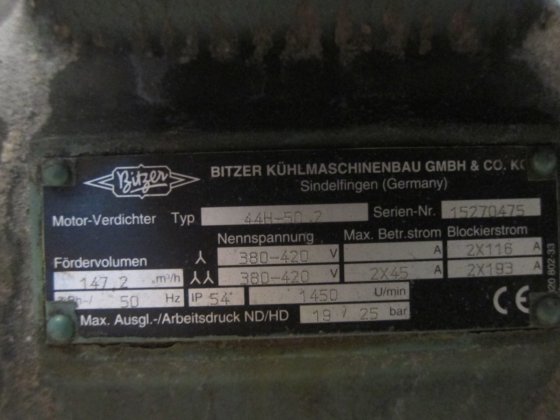 Bitzer
BITZER KÜHLMASCHINENBAU GMBH & CO. KG
Sindelfingen (Germany)
Motor-Verdichter Typ 44H-50.2 Serien-Nr. 15270475
Nennspannung Max. Betr.strom Blockierstrom
Fördervolumen 380-420 V A 2X116 A
147,2 m³/h 380-420 V 2X45 A 2X193 A
50 Hz IP 54 1450 U/min
CE
Max. Ausgl.-/Arbeitsdruck ND/HD 19 / 25 bar